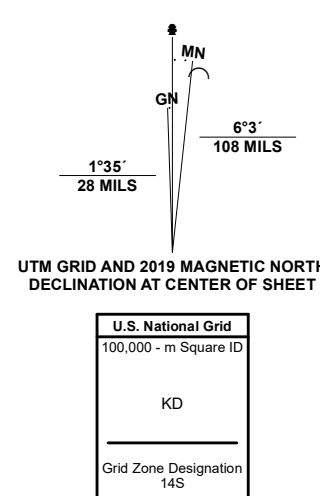 MN
GN
6°3´
108 MILS
1°35´
28 MILS
UTM GRID AND 2019 MAGNETIC NORTH
DECLINATION AT CENTER OF SHEET
U.S. National Grid
100,000 - m Square ID
KD
Grid Zone Designation
14S